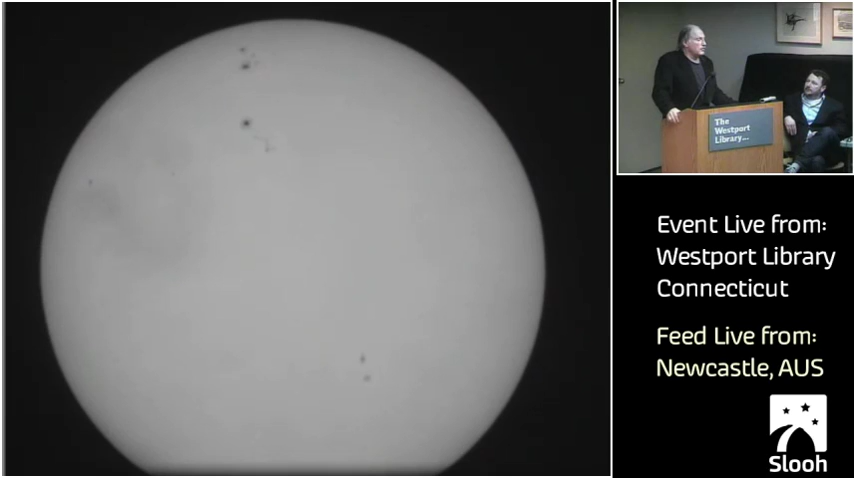 The
Westport
Library...
Event Live from:
Westport Library
Connecticut
Feed Live from:
Newcastle, AUS
Slooh